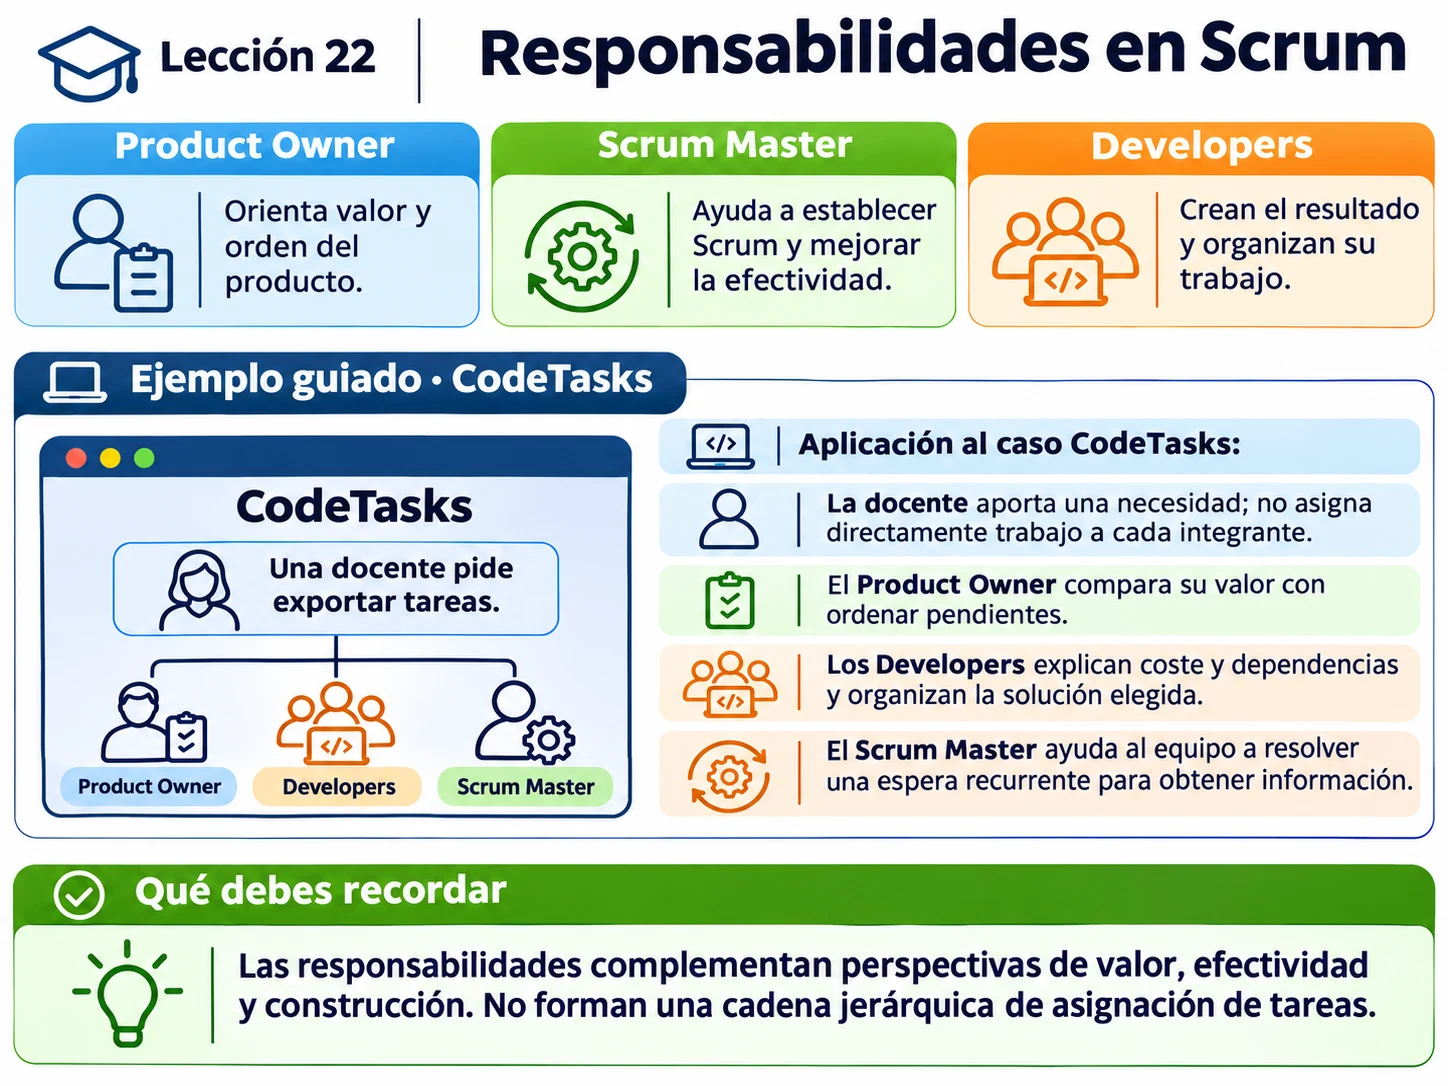 Lección 22
Responsabilidades en Scrum
Product Owner
Orienta valor y
orden del
producto.
Scrum Master
Ayuda a establecer
Scrum y mejorar
la efectividad.
Developers
Crean el resultado
y organizan su
trabajo.
</>
Ejemplo guiado · CodeTasks
CodeTasks
Una docente pide
exportar tareas.
</>
Product Owner
Developers
Scrum Master
</>
Aplicación al caso CodeTasks:
La docente aporta una necesidad; no asigna
directamente trabajo a cada integrante.
El Product Owner compara su valor con
ordenar pendientes.
</>
Los Developers explican coste y dependencias
y organizan la solución elegida.
</>
El Scrum Master ayuda al equipo a resolver
una espera recurrente para obtener información.
Qué debes recordar
Las responsabilidades complementan perspectivas de valor, efectividad
y construcción. No forman una cadena jerárquica de asignación de tareas.